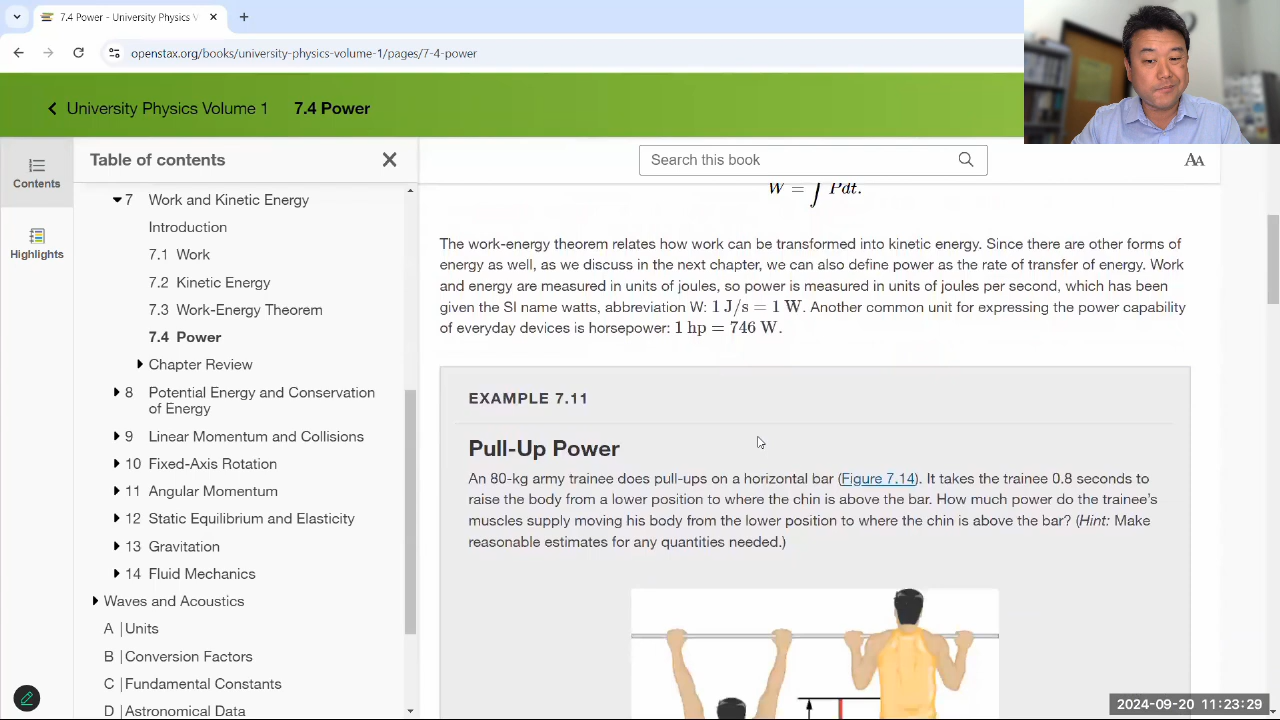 7.4 Power - University Physics V
openstax.org/books/university-physics-volume-1/pages/7-4-power
University Physics Volume 1 7.4 Power
Contents
Highlights
Table of contents
7 Work and Kinetic Energy
Introduction
7.1 Work
7.2 Kinetic Energy
7.3 Work-Energy Theorem
7.4 Power
Chapter Review
8 Potential Energy and Conservation
of Energy
9 Linear Momentum and Collisions
10 Fixed-Axis Rotation
11 Angular Momentum
12 Static Equilibrium and Elasticity
13 Gravitation
14 Fluid Mechanics
Waves and Acoustics
A | Units
B | Conversion Factors
C | Fundamental Constants
D | Astronomical Data
Search this book
AA
W = ∫ Pdt.
The work-energy theorem relates how work can be transformed into kinetic energy. Since there are other forms of
energy as well, as we discuss in the next chapter, we can also define power as the rate of transfer of energy. Work
and energy are measured in units of joules, so power is measured in units of joules per second, which has been
given the SI name watts, abbreviation W: 1 J/s = 1 W. Another common unit for expressing the power capability
of everyday devices is horsepower: 1 hp = 746 W.
EXAMPLE 7.11
Pull-Up Power
An 80-kg army trainee does pull-ups on a horizontal bar (Figure 7.14). It takes the trainee 0.8 seconds to
raise the body from a lower position to where the chin is above the bar. How much power do the trainee's
muscles supply moving his body from the lower position to where the chin is above the bar? (Hint: Make
reasonable estimates for any quantities needed.)
2024-09-20 11:23:29